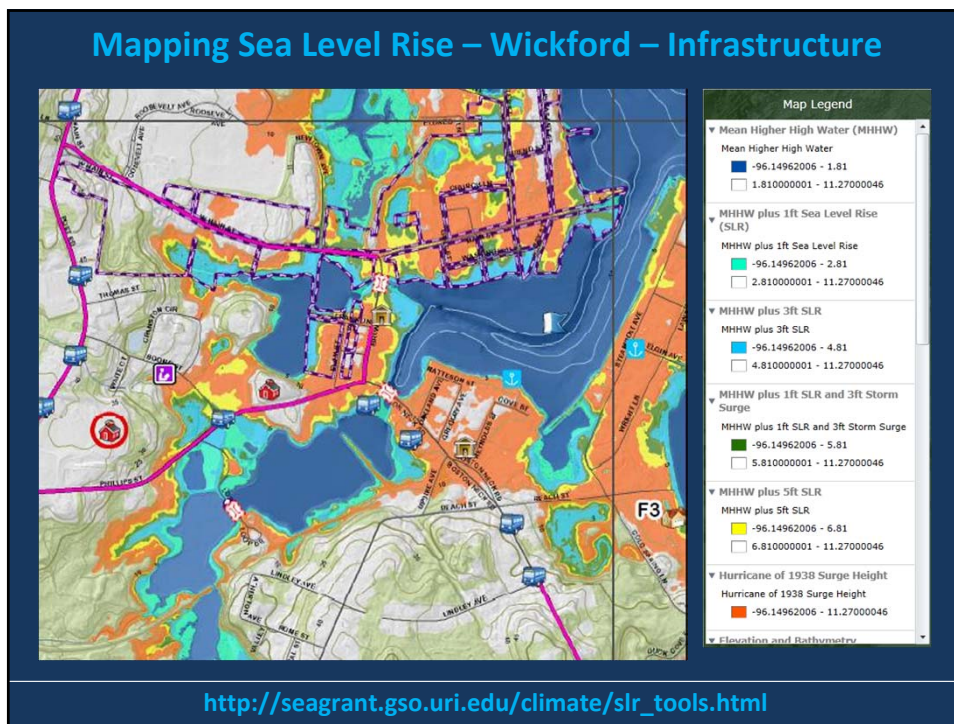 Mapping Sea Level Rise – Wickford – Infrastructure
Map Legend
Mean Higher High Water (MHHW)
Mean Higher High Water
-96.14962006 - 1.81
1.810000001 - 11.27000046
MHHW plus 1ft Sea Level Rise
(SLR)
MHHW plus 1ft Sea Level Rise
-96.14962006 - 2.81
2.810000001 - 11.27000046
MHHW plus 3ft SLR
MHHW plus 3ft SLR
-96.14962006 - 4.81
4.810000001 - 11.27000046
MHHW plus 1ft SLR and 3ft Storm
Surge
MHHW plus 1ft SLR and 3ft Storm Surge
-96.14962006 - 5.81
5.810000001 - 11.27000046
MHHW plus 5ft SLR
MHHW plus 5ft SLR
-96.14962006 - 6.81
6.810000001 - 11.27000046
Hurricane of 1938 Surge Height
Hurricane of 1938 Surge Height
-96.14962006 - 11.27000046
Elevation and Bathymetry
THOMAS ST
PHILLIPS ST
ELGIN AVE
BEACH ST
BEACH ST
F3
LINDLEY AVE
LINDLEY AVE
http://seagrant.gso.uri.edu/climate/slr_tools.html